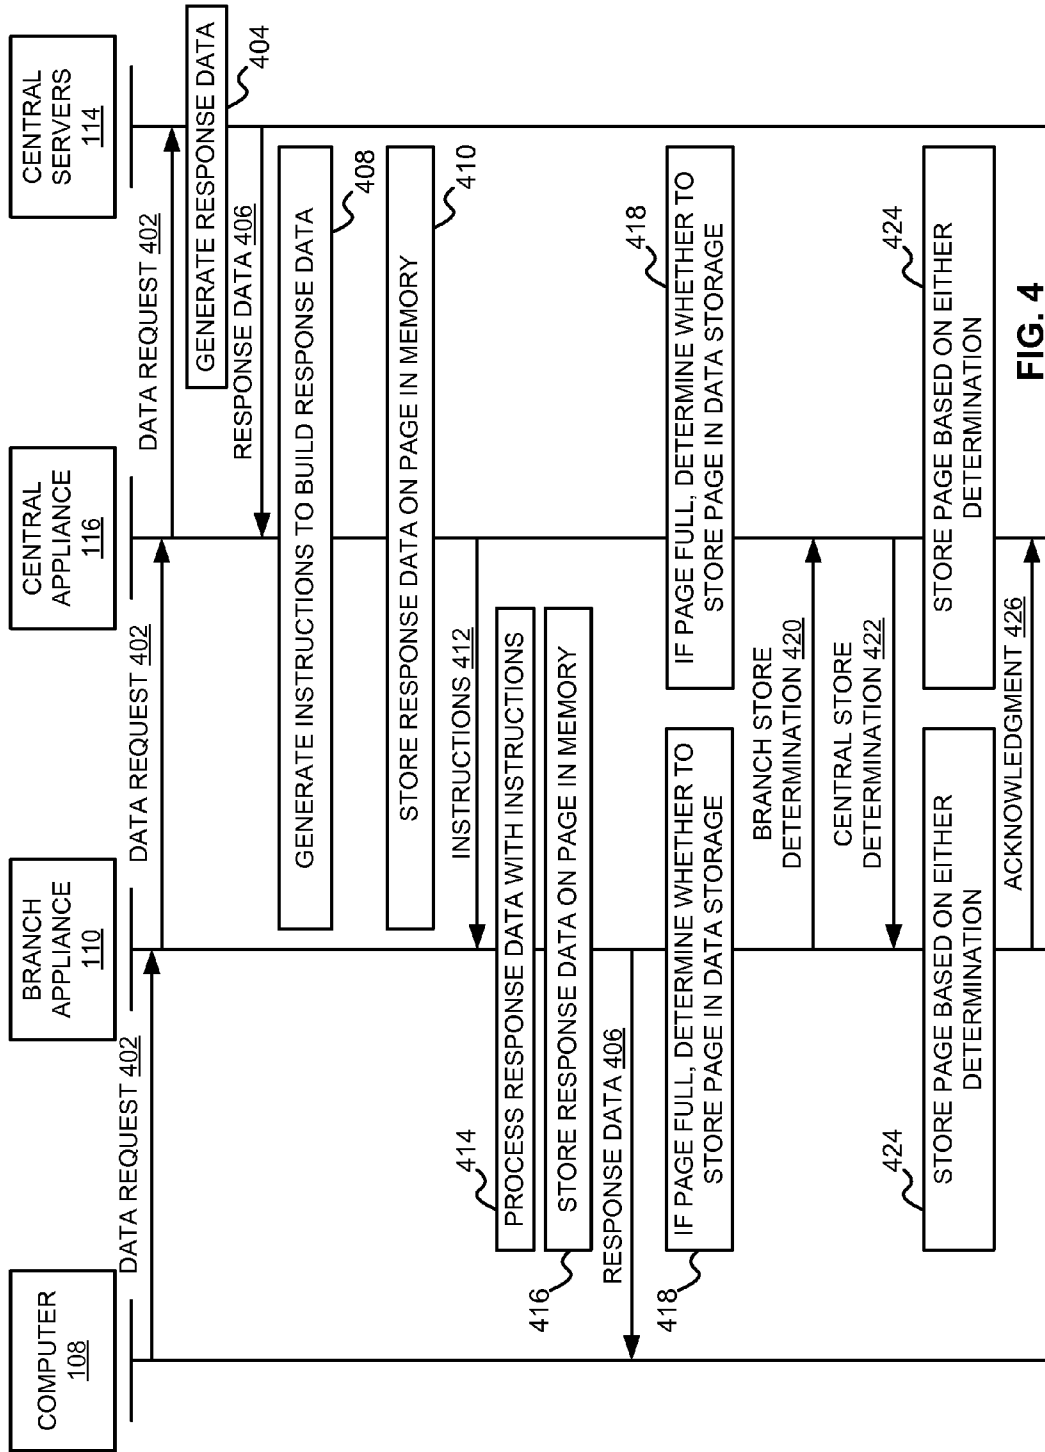 COMPUTER
108
BRANCH
APPLIANCE
110
CENTRAL
APPLIANCE
116
CENTRAL
SERVERS
114
DATA REQUEST 402
DATA REQUEST 402
DATA REQUEST 402
GENERATE RESPONSE DATA
404
RESPONSE DATA 406
GENERATE INSTRUCTIONS TO BUILD RESPONSE DATA
408
STORE RESPONSE DATA ON PAGE IN MEMORY
410
INSTRUCTIONS 412
414
PROCESS RESPONSE DATA WITH INSTRUCTIONS
STORE RESPONSE DATA ON PAGE IN MEMORY
416
RESPONSE DATA 406
IF PAGE FULL, DETERMINE WHETHER TO
STORE PAGE IN DATA STORAGE
418
IF PAGE FULL, DETERMINE WHETHER TO
STORE PAGE IN DATA STORAGE
418
BRANCH STORE
DETERMINATION 420
CENTRAL STORE
DETERMINATION 422
424
STORE PAGE BASED ON EITHER
DETERMINATION
424
STORE PAGE BASED ON EITHER
DETERMINATION
ACKNOWLEDGMENT 426
FIG. 4